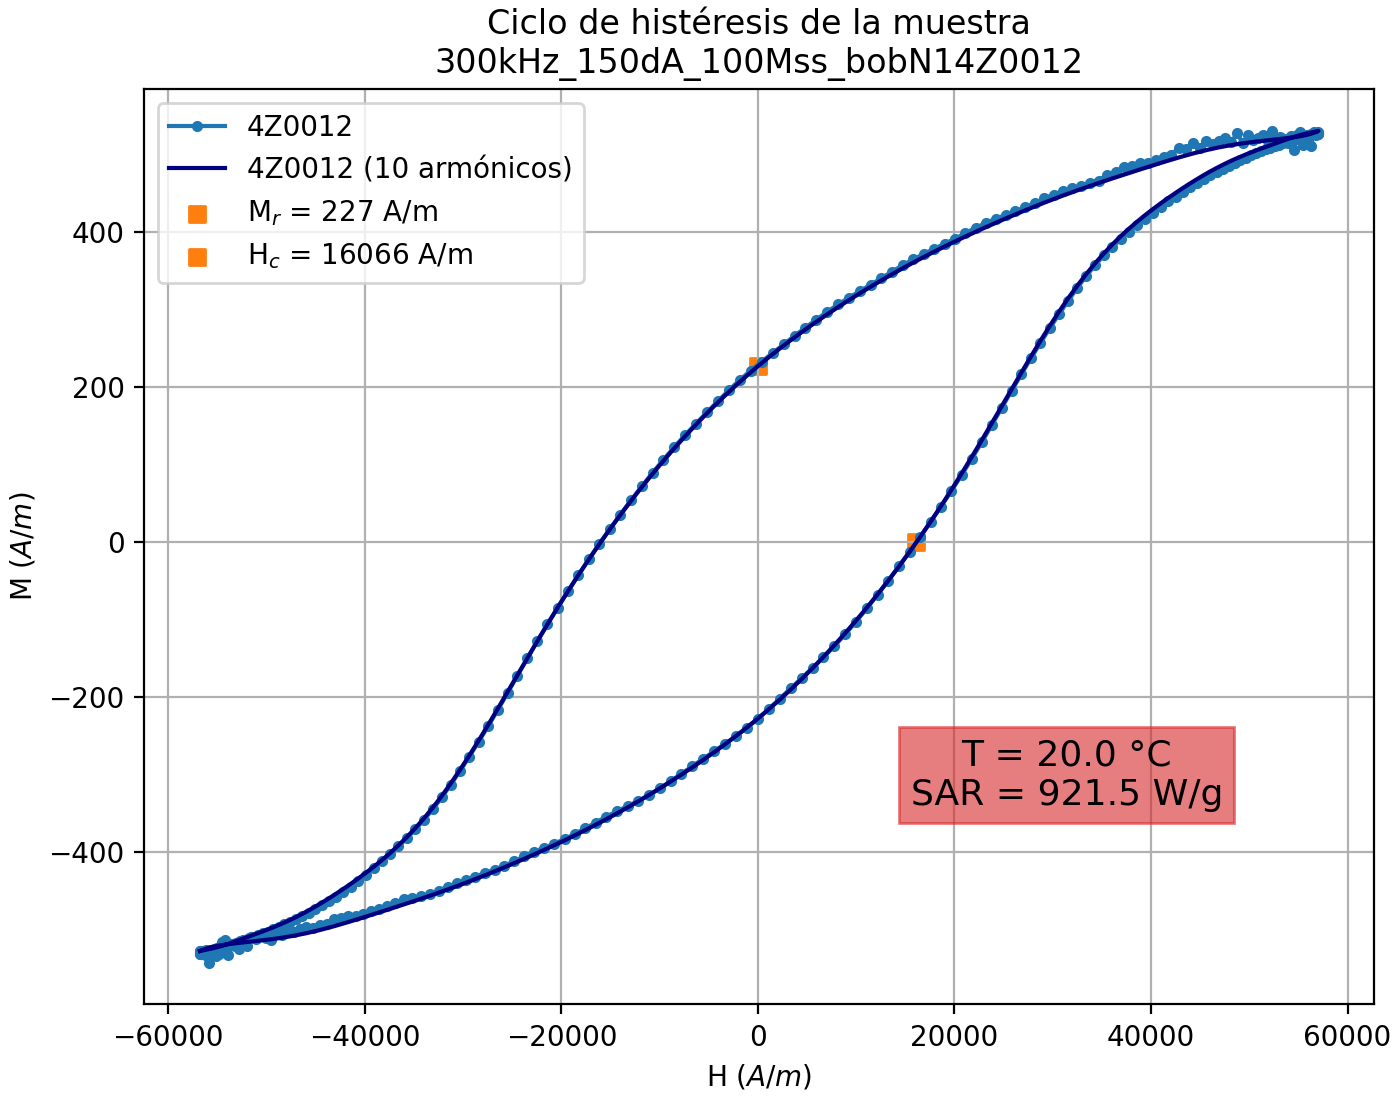 Ciclo de histéresis de la muestra
300kHz_150dA_100Mss_bobN14Z0012
4Z0012
4Z0012 (10 armónicos)
Mr = 227 A/m
Hc = 16066 A/m
M (A/m)
400
200
0
−200
−400
T = 20.0 °C
SAR = 921.5 W/g
−60000 −40000 −20000 0 20000 40000 60000
H (A/m)